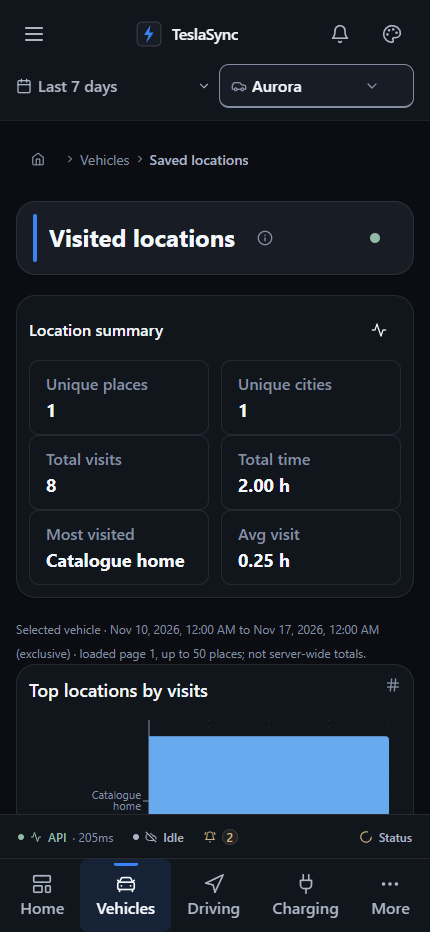 TeslaSync
Last 7 days
Aurora
Vehicles
Saved locations
Visited locations
Location summary
Unique places
1
Unique cities
1
Total visits
8
Total time
2.00 h
Most visited
Catalogue home
Avg visit
0.25 h
Selected vehicle · Nov 10, 2026, 12:00 AM to Nov 17, 2026, 12:00 AM
(exclusive) · loaded page 1, up to 50 places; not server-wide totals.
Top locations by visits
Catalogue
home
API · 205ms
Idle
2
Status
Home
Vehicles
Driving
Charging
More